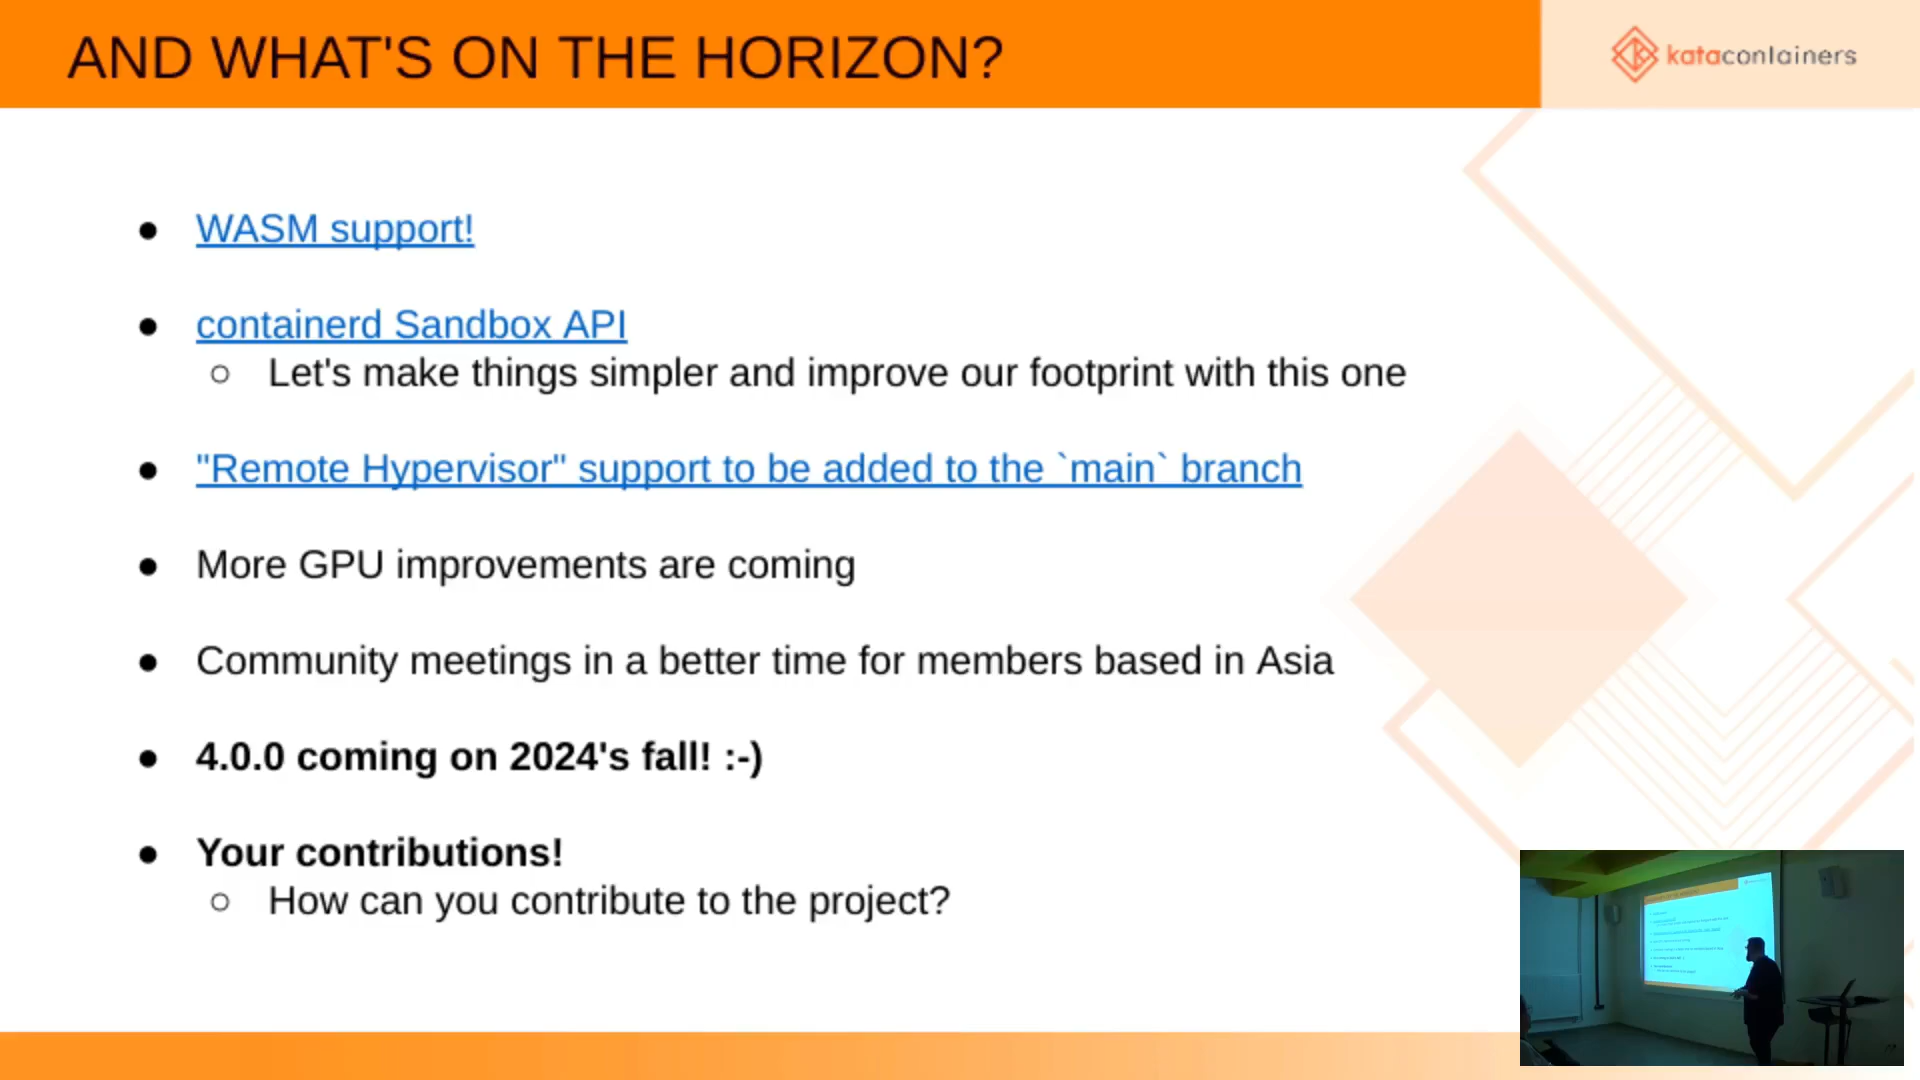 AND WHAT'S ON THE HORIZON?
katacontainers
● WASM support!
● containerd Sandbox API
○ Let's make things simpler and improve our footprint with this one
● "Remote Hypervisor" support to be added to the `main` branch
● More GPU improvements are coming
● Community meetings in a better time for members based in Asia
● 4.0.0 coming on 2024's fall! :-)
● Your contributions!
○ How can you contribute to the project?